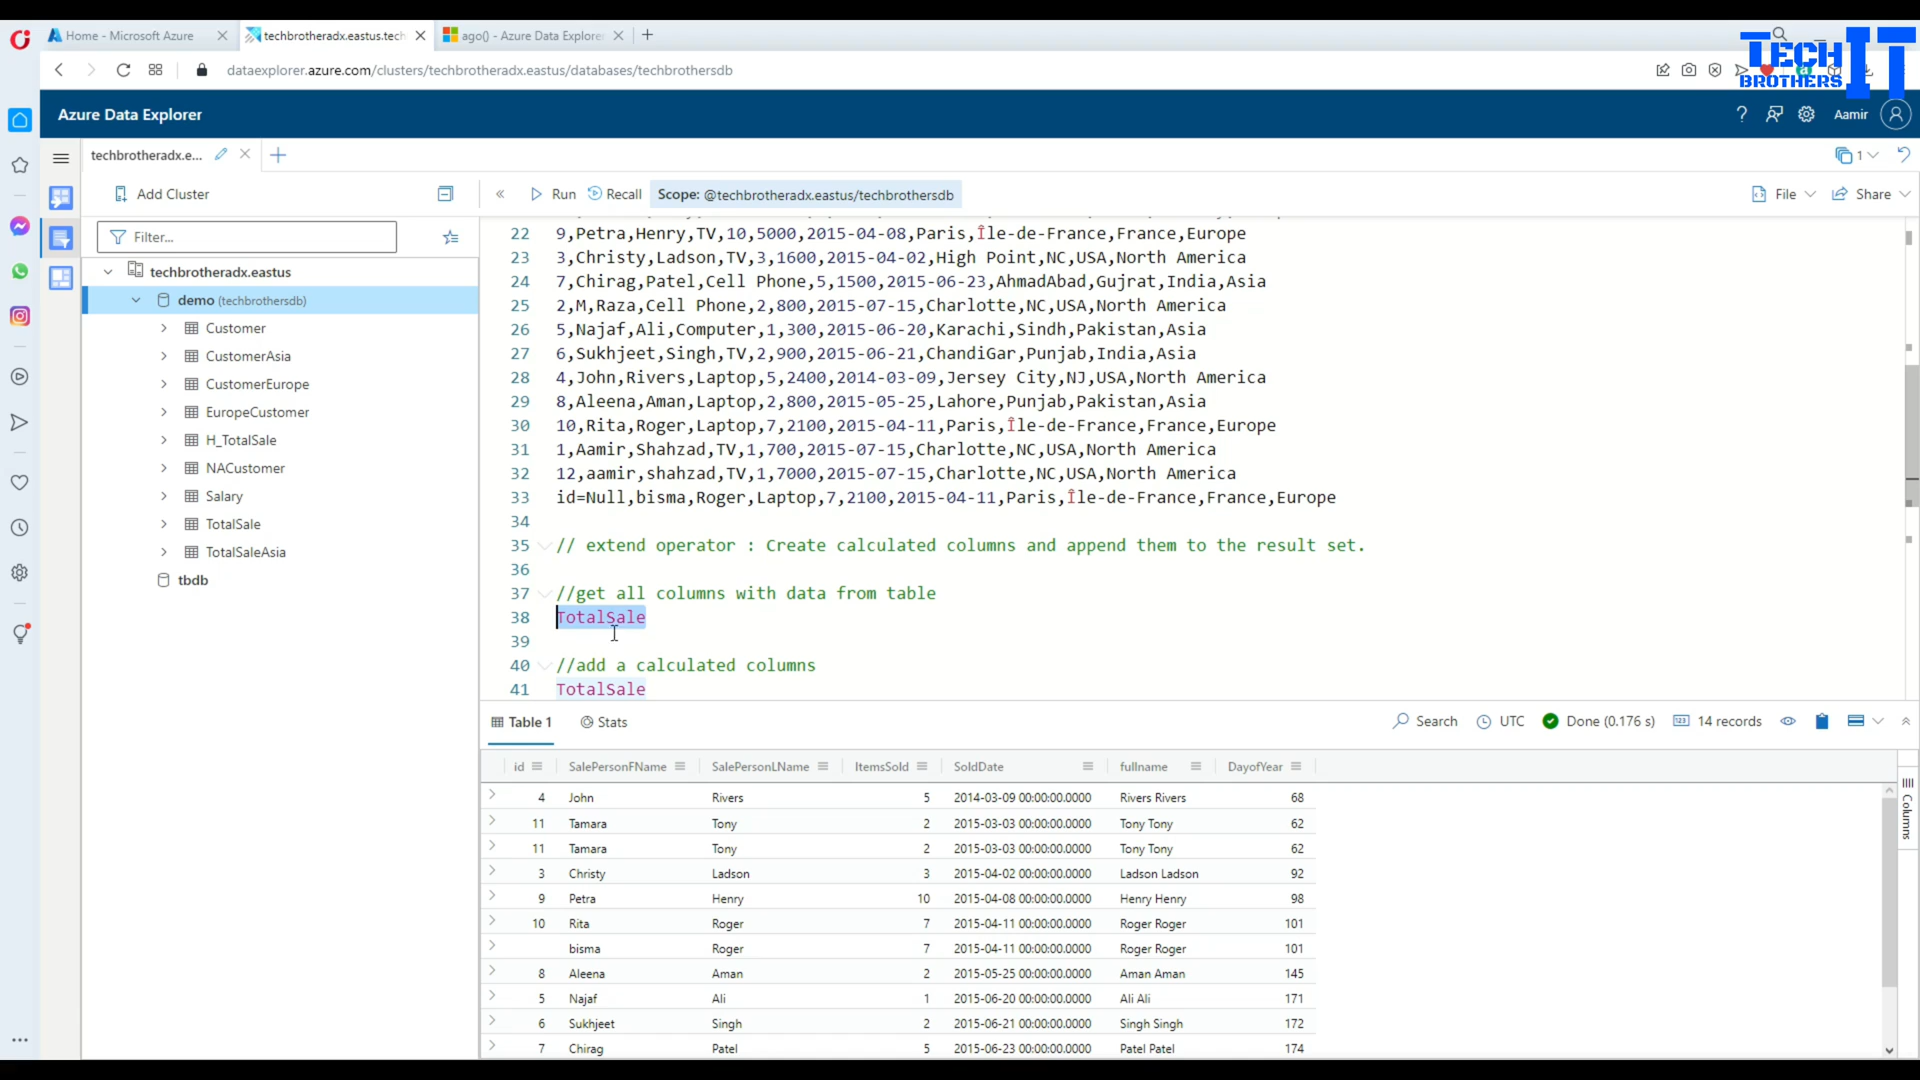 Home - Microsoft Azure
techbrotheradx.eastus.tech
ago() - Azure Data Explorer
TECH IT
BROTHERS
dataexplorer.azure.com/clusters/techbrotheradx.eastus/databases/techbrothersdb
Azure Data Explorer
? Aamir
techbrotheradx.e...
1
Add Cluster
Run
Recall
Scope: @techbrotheradx.eastus/techbrothersdb
File
Share
Filter...
techbrotheradx.eastus
demo (techbrothersdb)
Customer
CustomerAsia
CustomerEurope
EuropeCustomer
H_TotalSale
NACustomer
Salary
TotalSale
TotalSaleAsia
tbdb
22 9,Petra,Henry,TV,10,5000,2015-04-08,Paris,Île-de-France,France,Europe
23 3,Christy,Ladson,TV,3,1600,2015-04-02,High Point,NC,USA,North America
24 7,Chirag,Patel,Cell Phone,5,1500,2015-06-23,AhmadAbad,Gujrat,India,Asia
25 2,M,Raza,Cell Phone,2,800,2015-07-15,Charlotte,NC,USA,North America
26 5,Najaf,Ali,Computer,1,300,2015-06-20,Karachi,Sindh,Pakistan,Asia
27 6,Sukhjeet,Singh,TV,2,900,2015-06-21,ChandiGar,Punjab,India,Asia
28 4,John,Rivers,Laptop,5,2400,2014-03-09,Jersey City,NJ,USA,North America
29 8,Aleena,Aman,Laptop,2,800,2015-05-25,Lahore,Punjab,Pakistan,Asia
30 10,Rita,Roger,Laptop,7,2100,2015-04-11,Paris,Île-de-France,France,Europe
31 1,Aamir,Shahzad,TV,1,700,2015-07-15,Charlotte,NC,USA,North America
32 12,aamir,shahzad,TV,1,7000,2015-07-15,Charlotte,NC,USA,North America
33 id=Null,bisma,Roger,Laptop,7,2100,2015-04-11,Paris,Île-de-France,France,Europe
34
35 // extend operator : Create calculated columns and append them to the result set.
36
37 //get all columns with data from table
38 TotalSale
39
40 //add a calculated columns
41 TotalSale
Table 1
Stats
Search
UTC
Done (0.176 s)
14 records
id SalePersonFName SalePersonLName ItemsSold SoldDate fullname DayofYear
4 John Rivers 5 2014-03-09 00:00:00.0000 Rivers Rivers 68
11 Tamara Tony 2 2015-03-03 00:00:00.0000 Tony Tony 62
11 Tamara Tony 2 2015-03-03 00:00:00.0000 Tony Tony 62
3 Christy Ladson 3 2015-04-02 00:00:00.0000 Ladson Ladson 92
9 Petra Henry 10 2015-04-08 00:00:00.0000 Henry Henry 98
10 Rita Roger 7 2015-04-11 00:00:00.0000 Roger Roger 101
bisma Roger 7 2015-04-11 00:00:00.0000 Roger Roger 101
8 Aleena Aman 2 2015-05-25 00:00:00.0000 Aman Aman 145
5 Najaf Ali 1 2015-06-20 00:00:00.0000 Ali Ali 171
6 Sukhjeet Singh 2 2015-06-21 00:00:00.0000 Singh Singh 172
7 Chirag Patel 5 2015-06-23 00:00:00.0000 Patel Patel 174
Columns